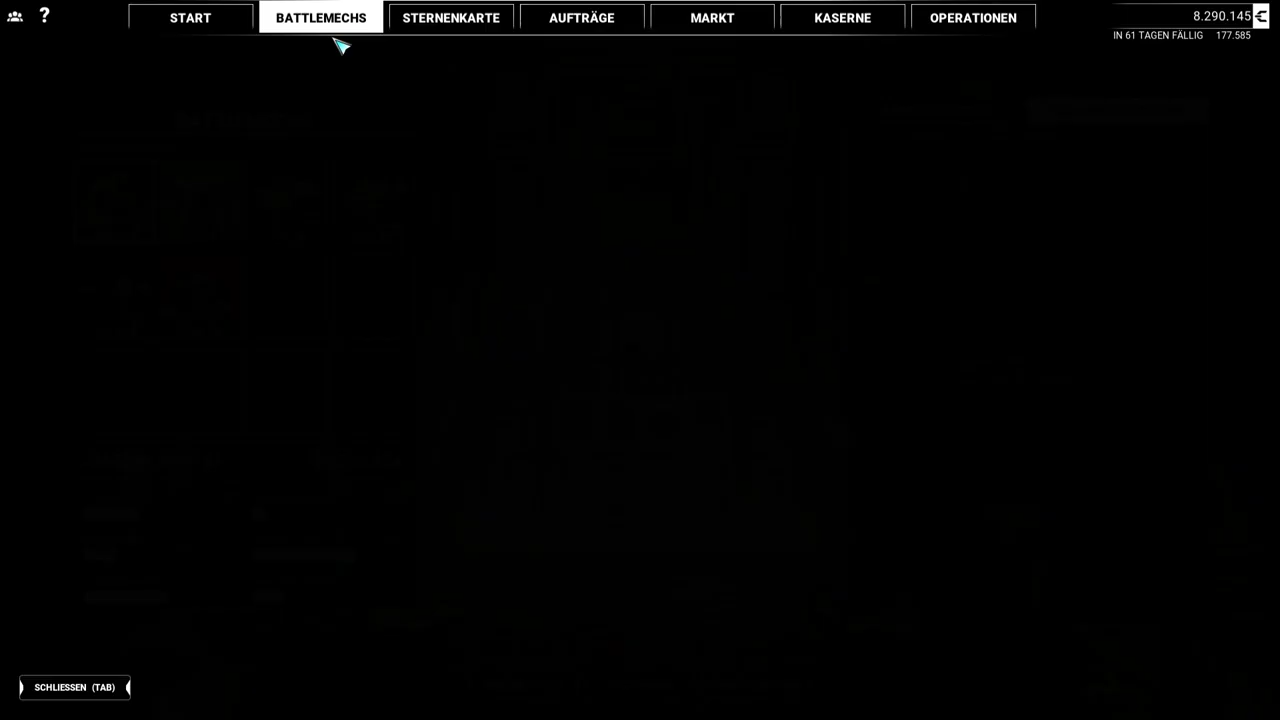 ?
START
BATTLEMECHS
STERNENKARTE
AUFTRÄGE
MARKT
KASERNE
OPERATIONEN
8.290.145 €
IN 61 TAGEN FÄLLIG 177.585
SCHLIESSEN (TAB)